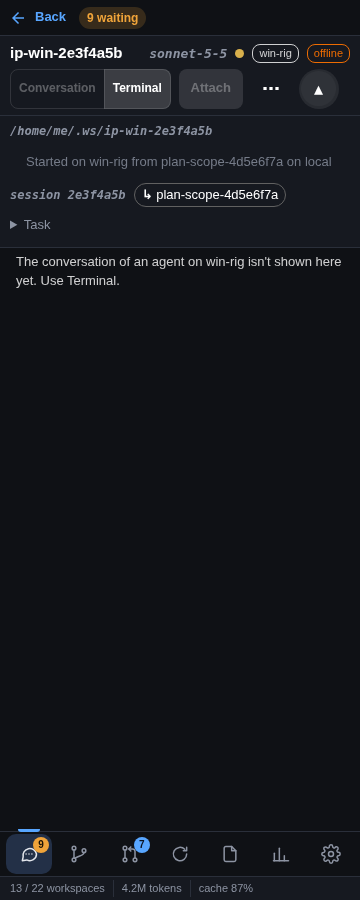 Back 9 waiting
ip-win-2e3f4a5b sonnet-5-5 win-rig offline
Conversation Terminal Attach ...
/home/me/.ws/ip-win-2e3f4a5b
Started on win-rig from plan-scope-4d5e6f7a on local
session 2e3f4a5b ↳ plan-scope-4d5e6f7a
Task
The conversation of an agent on win-rig isn't shown here
yet. Use Terminal.
9 7
13 / 22 workspaces 4.2M tokens cache 87%